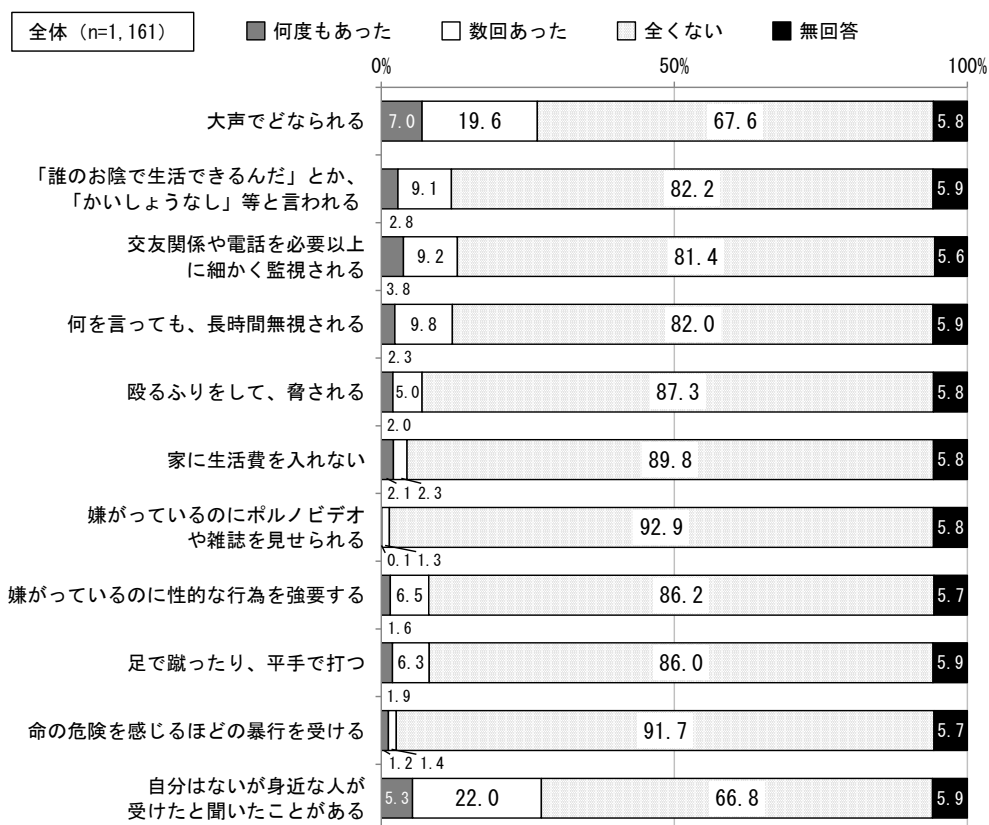 全体（n=1,161）
何度もあった 数回あった 全くない 無回答
0% 50% 100%
大声でどなられる 7.0 19.6 67.6 5.8
「誰のお陰で生活できるんだ」とか、
「かいしょうなし」等と言われる
9.1 82.2 5.9
2.8
交友関係や電話を必要以上
に細かく監視される
9.2 81.4 5.6
3.8
何を言っても、長時間無視される 9.8 82.0 5.9
2.3
殴るふりをして、脅される 5.0 87.3 5.8
2.0
家に生活費を入れない 89.8 5.8
2.1 2.3
嫌がっているのにポルノビデオ
や雑誌を見せられる
92.9 5.8
0.1 1.3
嫌がっているのに性的な行為を強要する 6.5 86.2 5.7
1.6
足で蹴ったり、平手で打つ 6.3 86.0 5.9
1.9
命の危険を感じるほどの暴行を受ける 91.7 5.7
1.2 1.4
自分はないが身近な人が
受けたと聞いたことがある
5.3 22.0 66.8 5.9